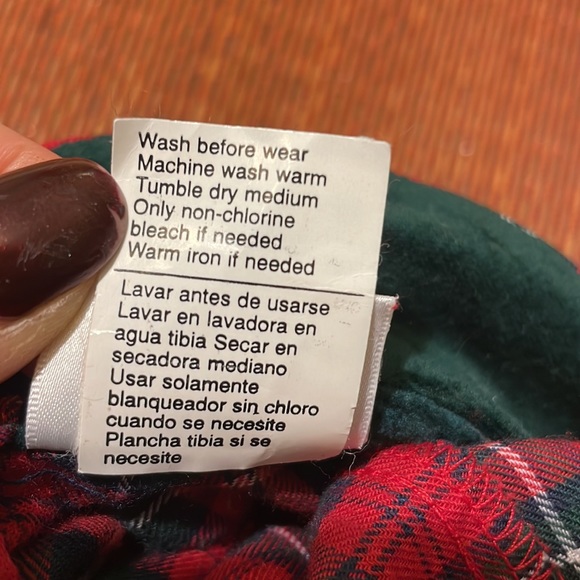 Wash before wear
Machine wash warm
Tumble dry medium
Only non-chlorine
bleach if needed
Warm iron if needed
Lavar antes de usarse
Lavar en lavadora en
agua tibia Secar en
secadora mediano
Usar solamente
blanqueador sin chloro
cuando se necesite
Plancha tibia si se
necesite